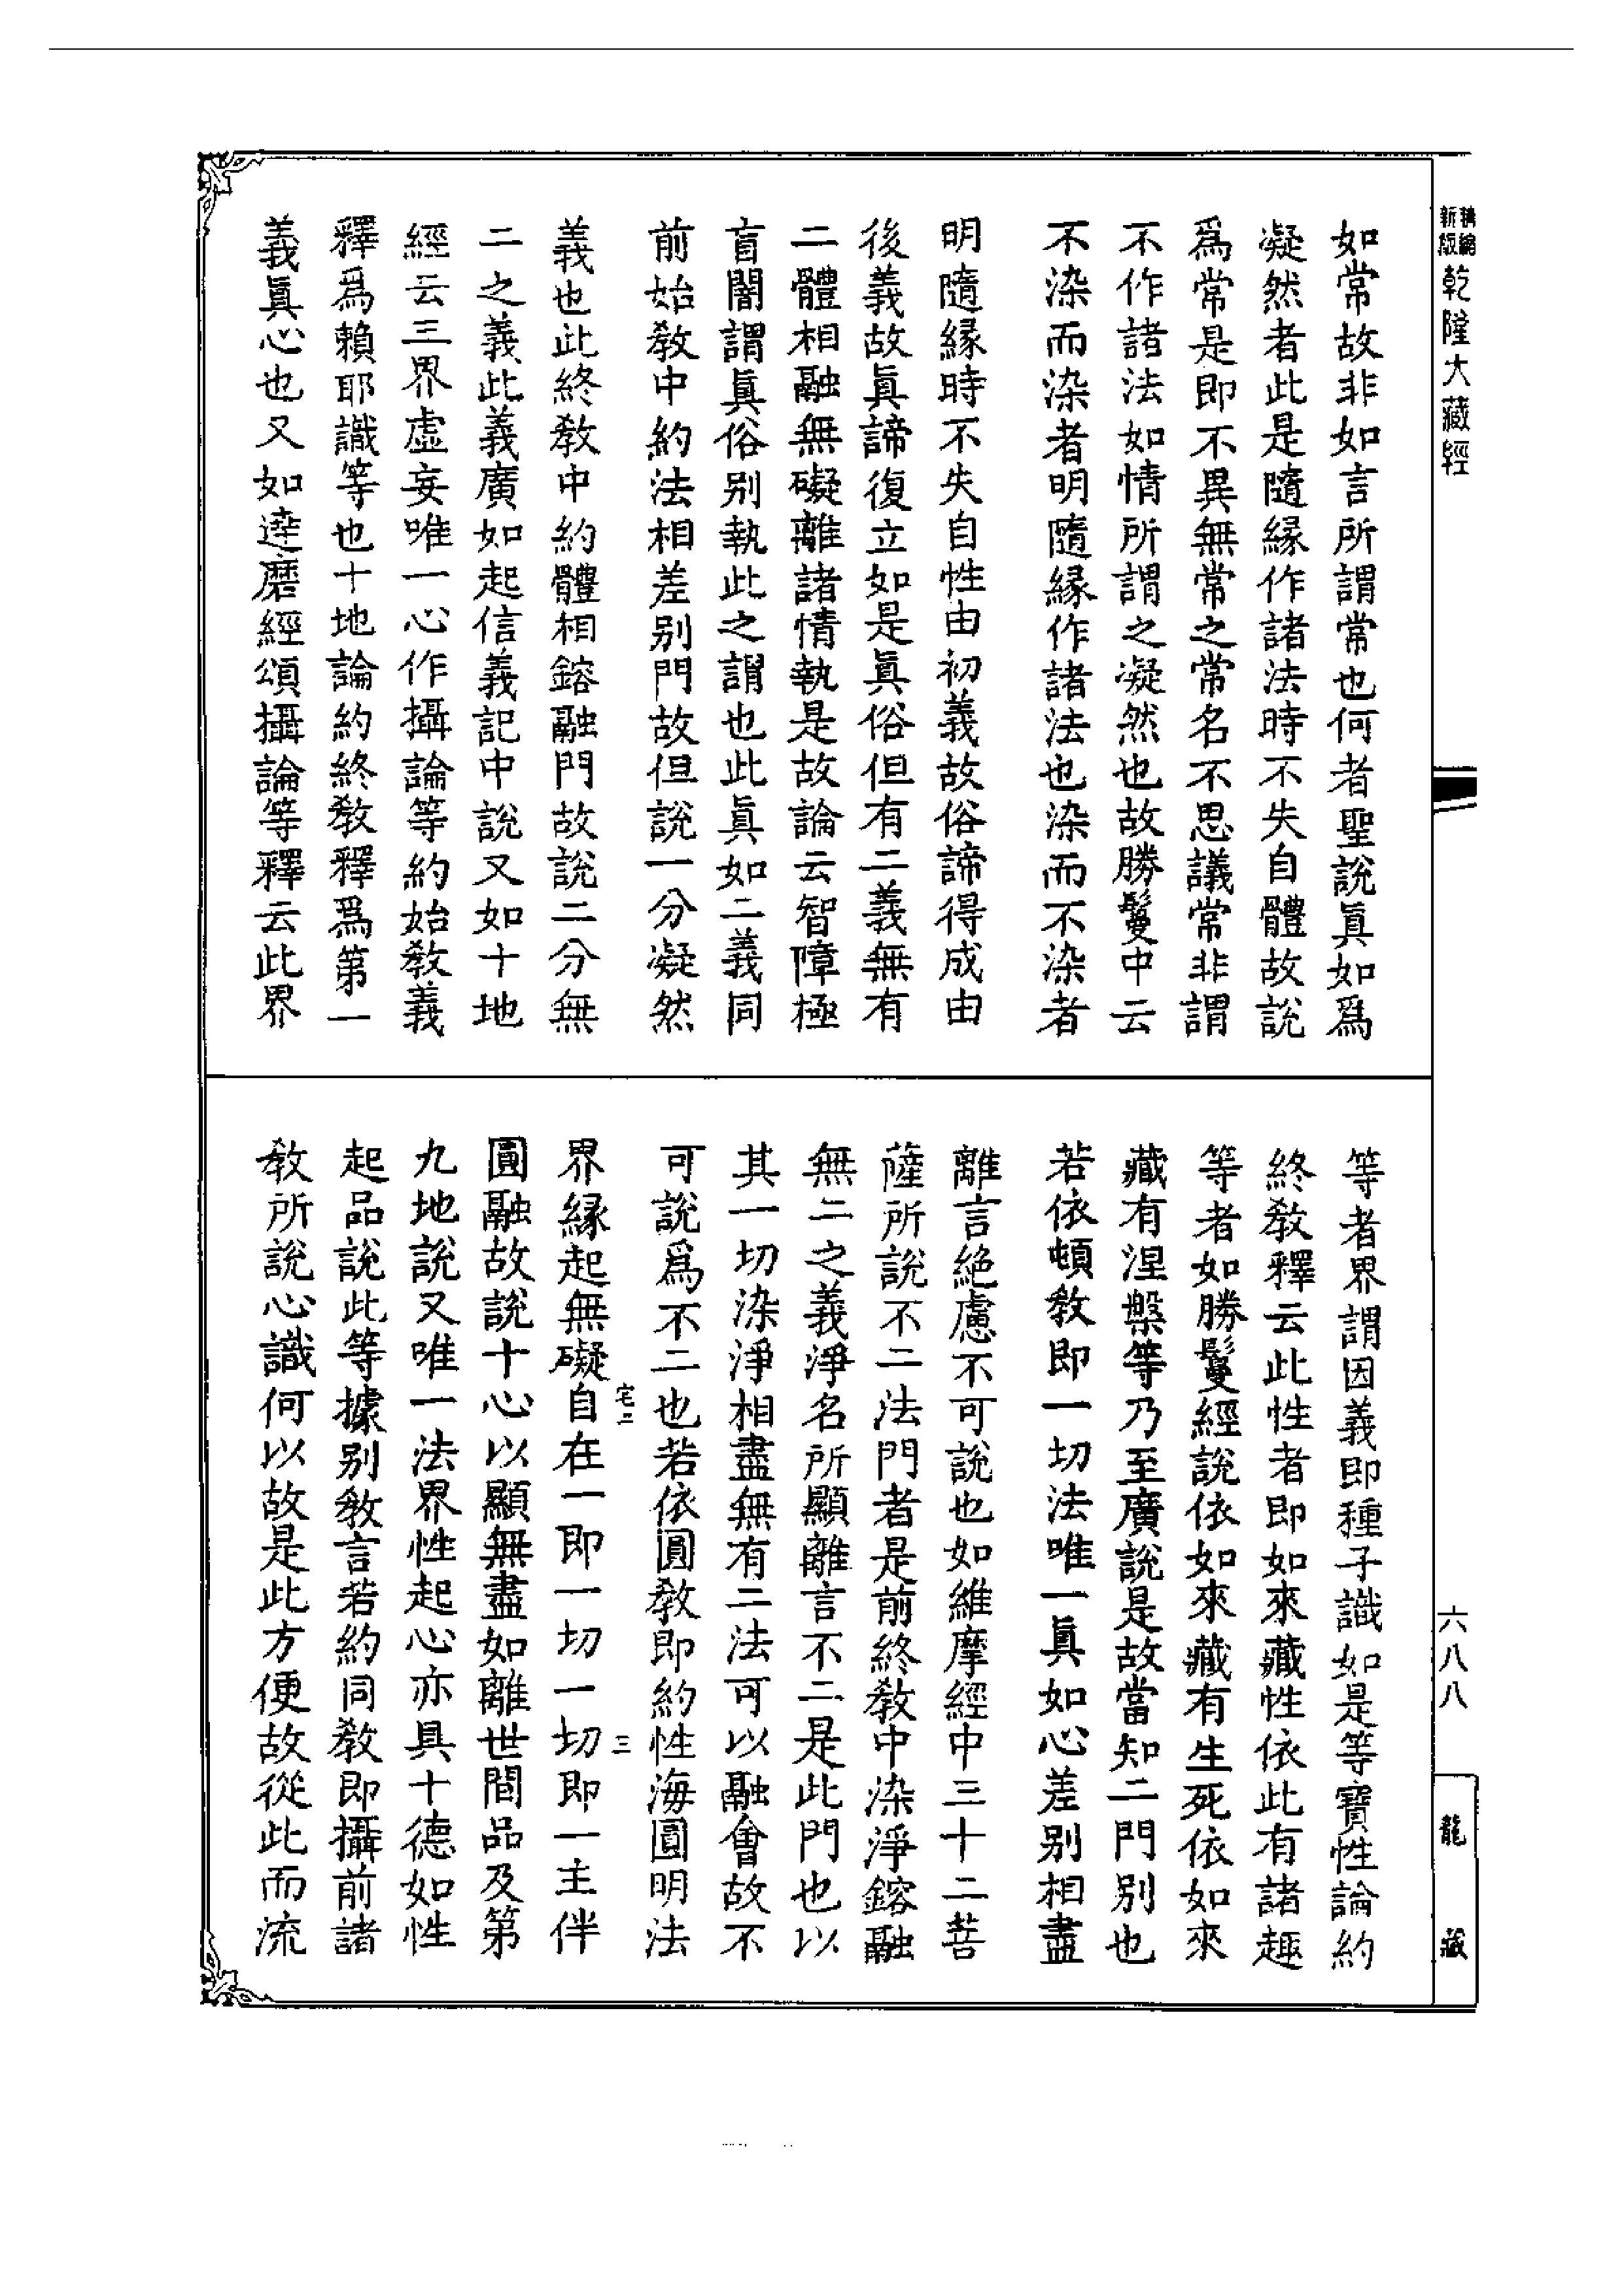 新版精縮
乾隆大藏經
六八八
龍藏
如常故非如言所謂常也何者聖說眞如爲
凝然者此是隨緣作諸法時不失自體故說
爲常是即不異無常之常名不思議常非謂
不作諸法如情所謂之凝然也故勝鬘中云
不染而染者明隨緣作諸法也染而不染者
明隨緣時不失自性由初義故俗諦得成由
後義故眞諦復立如是眞俗但有二義無有
二體相融無礙離諸情執是故論云智障極
盲闇謂眞俗別執此之謂也此眞如二義同
前始教中約法相差別門故但說一分凝然
義也此終教中約體相鎔融門故說二分無
二之義此義廣如起信義記中說又如十地
經云三界虛妄唯一心作攝論等約始教義
釋爲賴耶識等也十地論約終教釋爲第一
義眞心也又如達磨經頌攝論等釋云此界
等者界謂因義即種子識如是等寶性論約
終教釋云此性者即如來藏性依此有諸趣
等者如勝鬘經說依如來藏有生死依如來
藏有涅槃等乃至廣說是故當知二門別也
若依頓教即一切法唯一眞如心差別相盡
離言絶慮不可說也如維摩經中三十二菩
薩所說不二法門者是前終教中染淨鎔融
無二之義淨名所顯離言不二是此門也以
其一切染淨相盡無有二法可以融會故不
可說爲不二也若依圓教即約性海圓明法
界緣起無礙自在一即一切一切即一主伴
宅二
三
圓融故說十心以顯無盡如離世間品及第
九地說又唯一法界性起心亦具十德如性
起品說此等據別教言若約同教即攝前諸
教所說心識何以故是此方便故從此而流